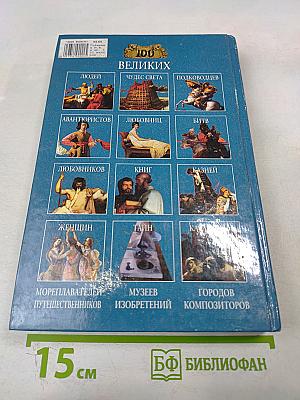 100
ВЕЛИКИХ
ЛЮДЕЙ ЧУДЕС СВЕТА ПОЛКОВОДЦЕВ
АВАНТЮРИСТОВ ЛЮБОВНИЦ БИТВ
ЛЮБОВНИКОВ КНИГ КАЗНЕЙ
ЖЕНЩИН ТАЙН
МОРЕПЛАВАТЕЛЕЙ МУЗЕЕВ ГОРОДОВ
ПУТЕШЕСТВЕННИКОВ ИЗОБРЕТЕНИЙ КОМПОЗИТОРОВ
15 см
БФ БИБЛИОФАН